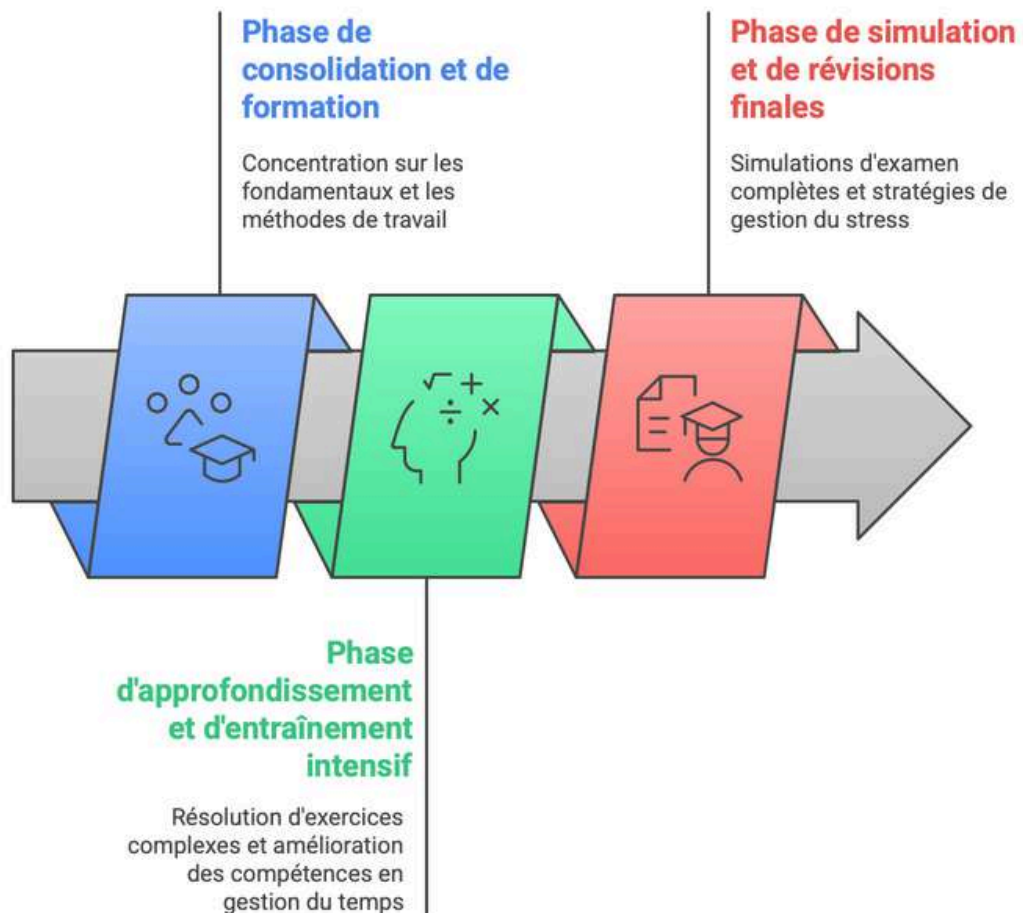 Phase de
consolidation et de
formation
Concentration sur les
fondamentaux et les
méthodes de travail
Phase de simulation
et de révisions
finales
Simulations d'examen
complètes et stratégies de
gestion du stress
√ +
÷ ×
Phase
d'approfondissement
et d'entraînement
intensif
Résolution d'exercices
complexes et amélioration
des compétences en
gestion du temps